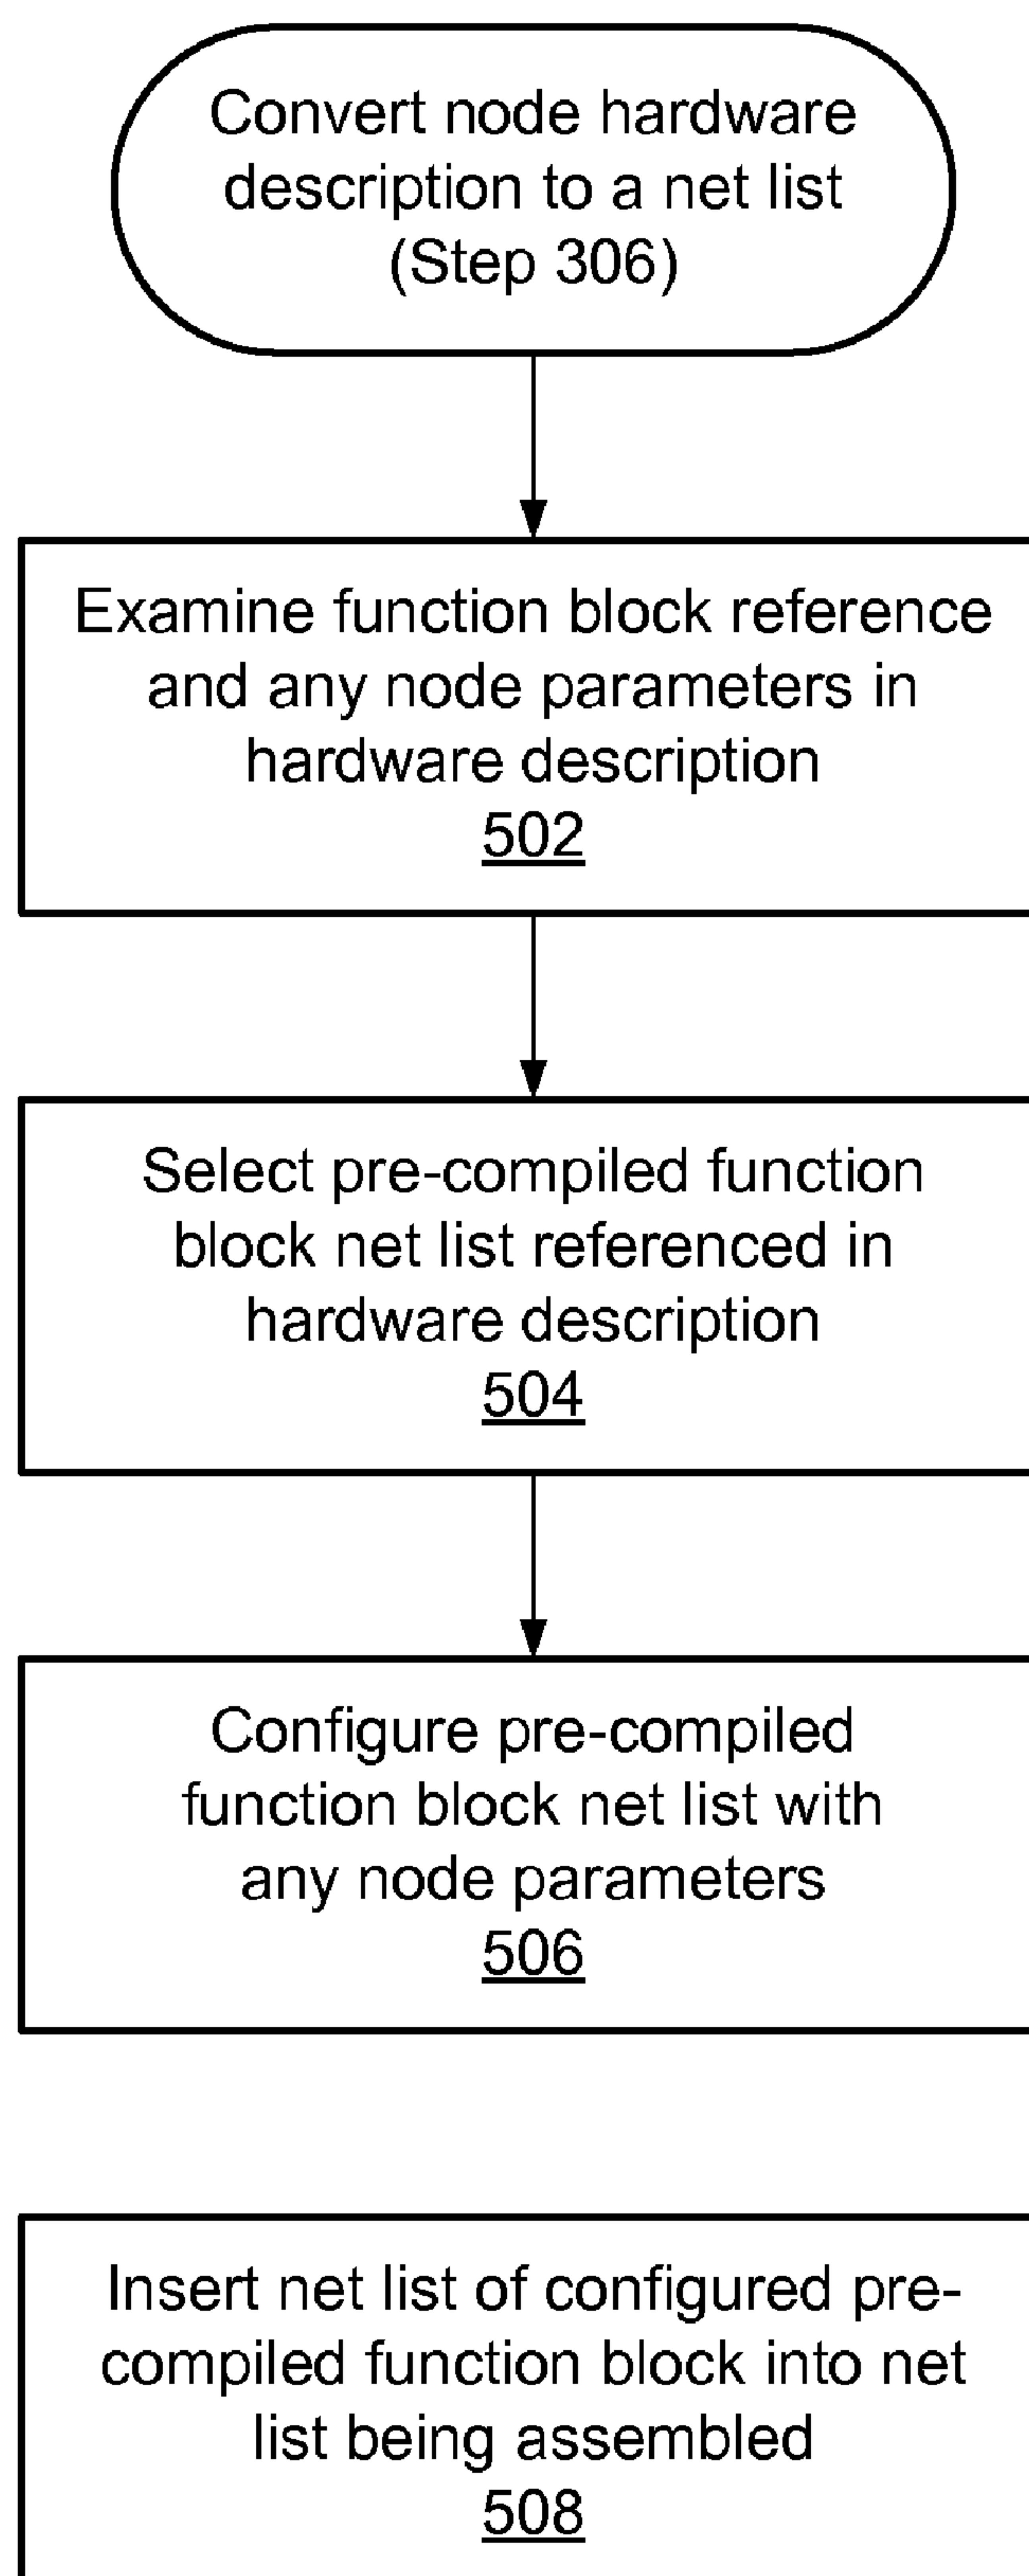 Convert node hardware
description to a net list
(Step 306)
Examine function block reference
and any node parameters in
hardware description
502
Select pre-compiled function
block net list referenced in
hardware description
504
Configure pre-compiled
function block net list with
any node parameters
506
Insert net list of configured pre-
compiled function block into net
list being assembled
508